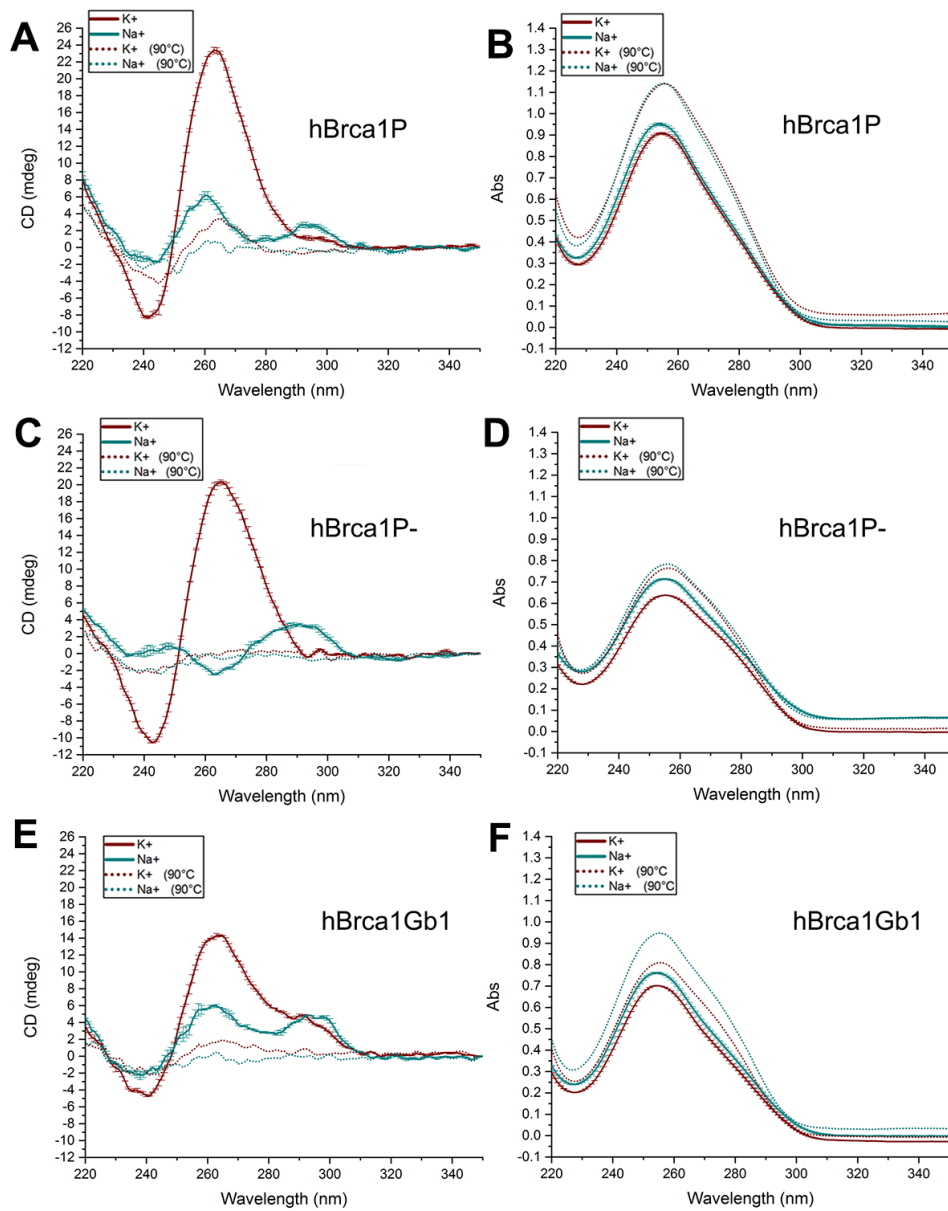 A
K+
Na+
K+ (90°C)
Na+ (90°C)
hBrca1P
CD (mdeg)
26
24
22
20
18
16
14
12
10
8
6
4
2
0
-2
-4
-6
-8
-10
-12
220 240 260 280 300 320 340
Wavelength (nm)
B
K+
Na+
K+ (90°C)
Na+ (90°C)
hBrca1P
Abs
1.4
1.3
1.2
1.1
1.0
0.9
0.8
0.7
0.6
0.5
0.4
0.3
0.2
0.1
0.0
-0.1
220 240 260 280 300 320 340
Wavelength (nm)
C
K+
Na+
K+ (90°C)
Na+ (90°C)
hBrca1P-
CD (mdeg)
26
24
22
20
18
16
14
12
10
8
6
4
2
0
-2
-4
-6
-8
-10
-12
220 240 260 280 300 320 340
Wavelength (nm)
D
K+
Na+
K+ (90°C)
Na+ (90°C)
hBrca1P-
Abs
1.4
1.3
1.2
1.1
1.0
0.9
0.8
0.7
0.6
0.5
0.4
0.3
0.2
0.1
0.0
-0.1
220 240 260 280 300 320 340
Wavelength (nm)
E
K+
Na+
K+ (90°C
Na+ (90°C
hBrca1Gb1
CD (mdeg)
26
24
22
20
18
16
14
12
10
8
6
4
2
0
-2
-4
-6
-8
-10
-12
220 240 260 280 300 320 340
Wavelength (nm)
F
K+
Na+
K+ (90°C
Na+ (90°C
hBrca1Gb1
Abs
1.4
1.3
1.2
1.1
1.0
0.9
0.8
0.7
0.6
0.5
0.4
0.3
0.2
0.1
0.0
-0.1
220 240 260 280 300 320 340
Wavelength (nm)